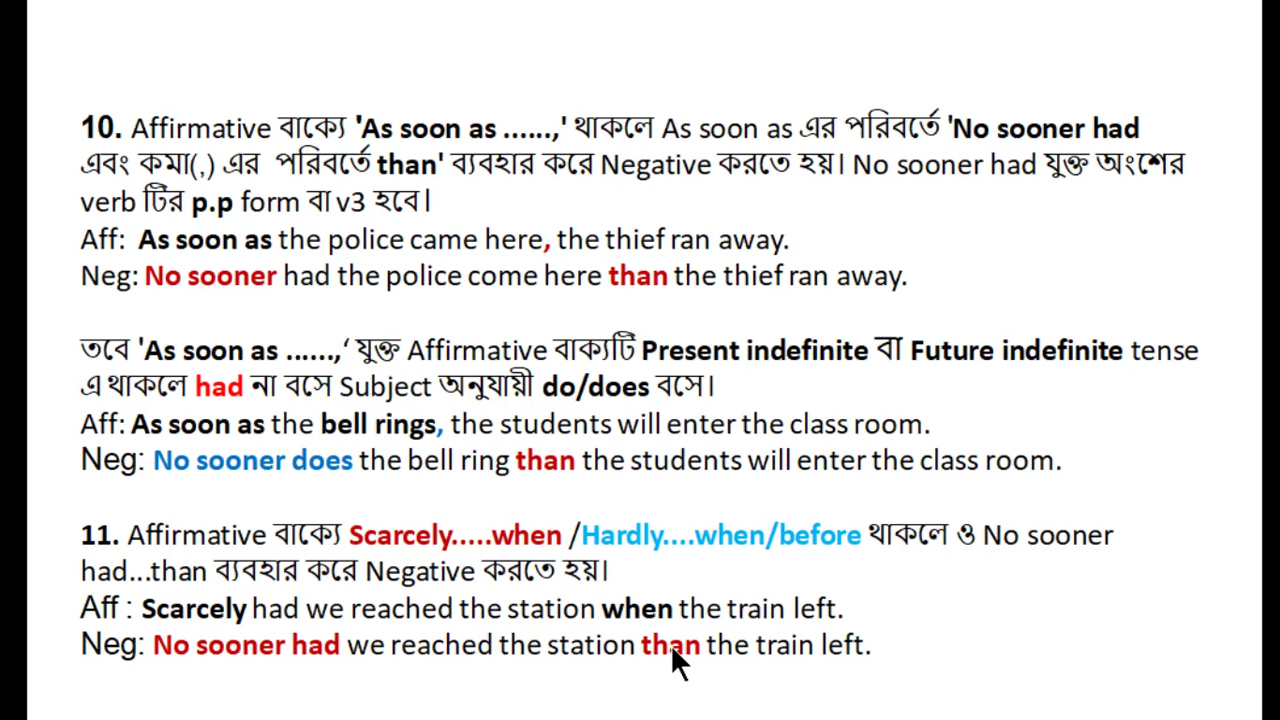 10. Affirmative বাক্যে 'As soon as ......,' থাকলে As soon as এর পরিবর্তে 'No sooner had
এবং কমা(,) এর পরিবর্তে than' ব্যবহার করে Negative করতে হয়। No sooner had যুক্ত অংশের
verb টির p.p form বা v3 হবে।
Aff: As soon as the police came here, the thief ran away.
Neg: No sooner had the police come here than the thief ran away.
তবে 'As soon as ......,‘ যুক্ত Affirmative বাক্যটি Present indefinite বা Future indefinite tense
এ থাকলে had না বসে Subject অনুযায়ী do/does বসে।
Aff: As soon as the bell rings, the students will enter the class room.
Neg: No sooner does the bell ring than the students will enter the class room.
11. Affirmative বাক্যে Scarcely.....when /Hardly....when/before থাকলে ও No sooner
had...than ব্যবহার করে Negative করতে হয়।
Aff : Scarcely had we reached the station when the train left.
Neg: No sooner had we reached the station than the train left.